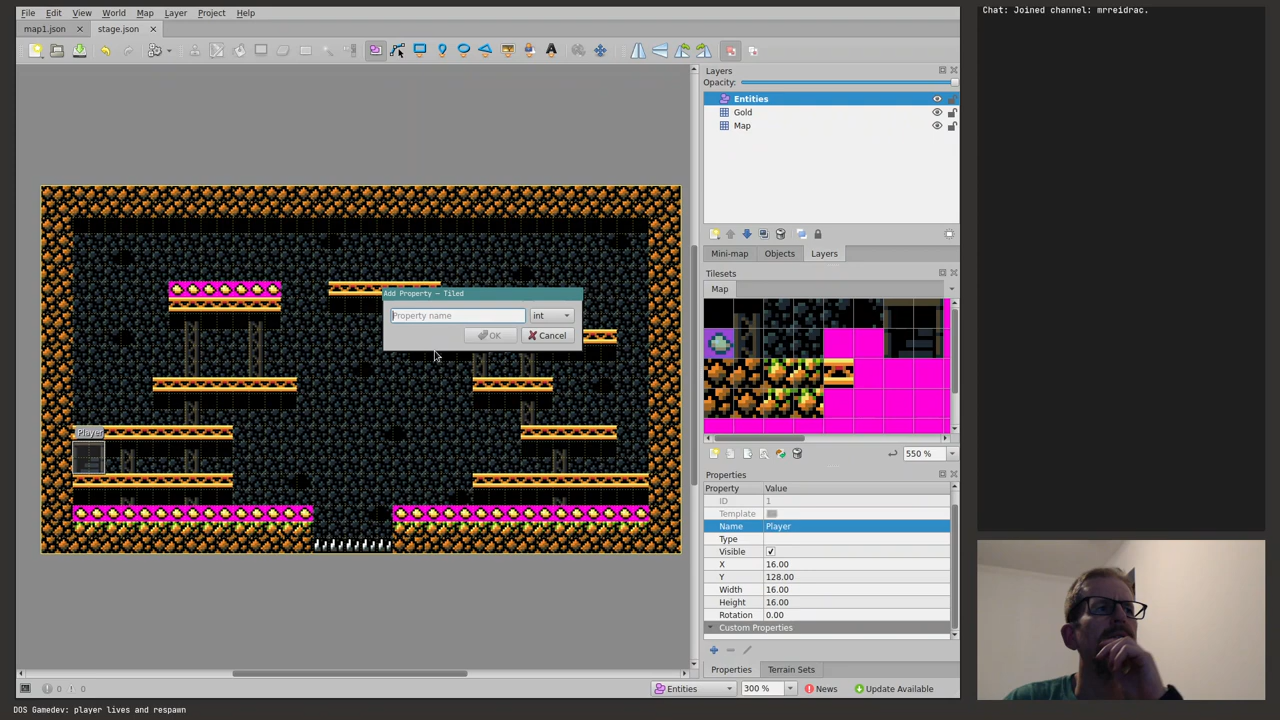 Chat: Joined channel: mrreidrac.
File Edit View World Map Layer Project Help
map1.json stage.json
Layers
Opacity:
Entities
Gold
Map
Mini-map Objects Layers
Tilesets
Map
Add Property — Tiled
Property name int
OK Cancel
Player
550 %
Properties
Property Value
ID 1
Template
Name Player
Type
Visible ✓
X 16.00
Y 128.00
Width 16.00
Height 16.00
Rotation 0.00
Custom Properties
Properties Terrain Sets
0 0 Entities 300 % News Update Available
DOS Gamedev: player lives and respawn